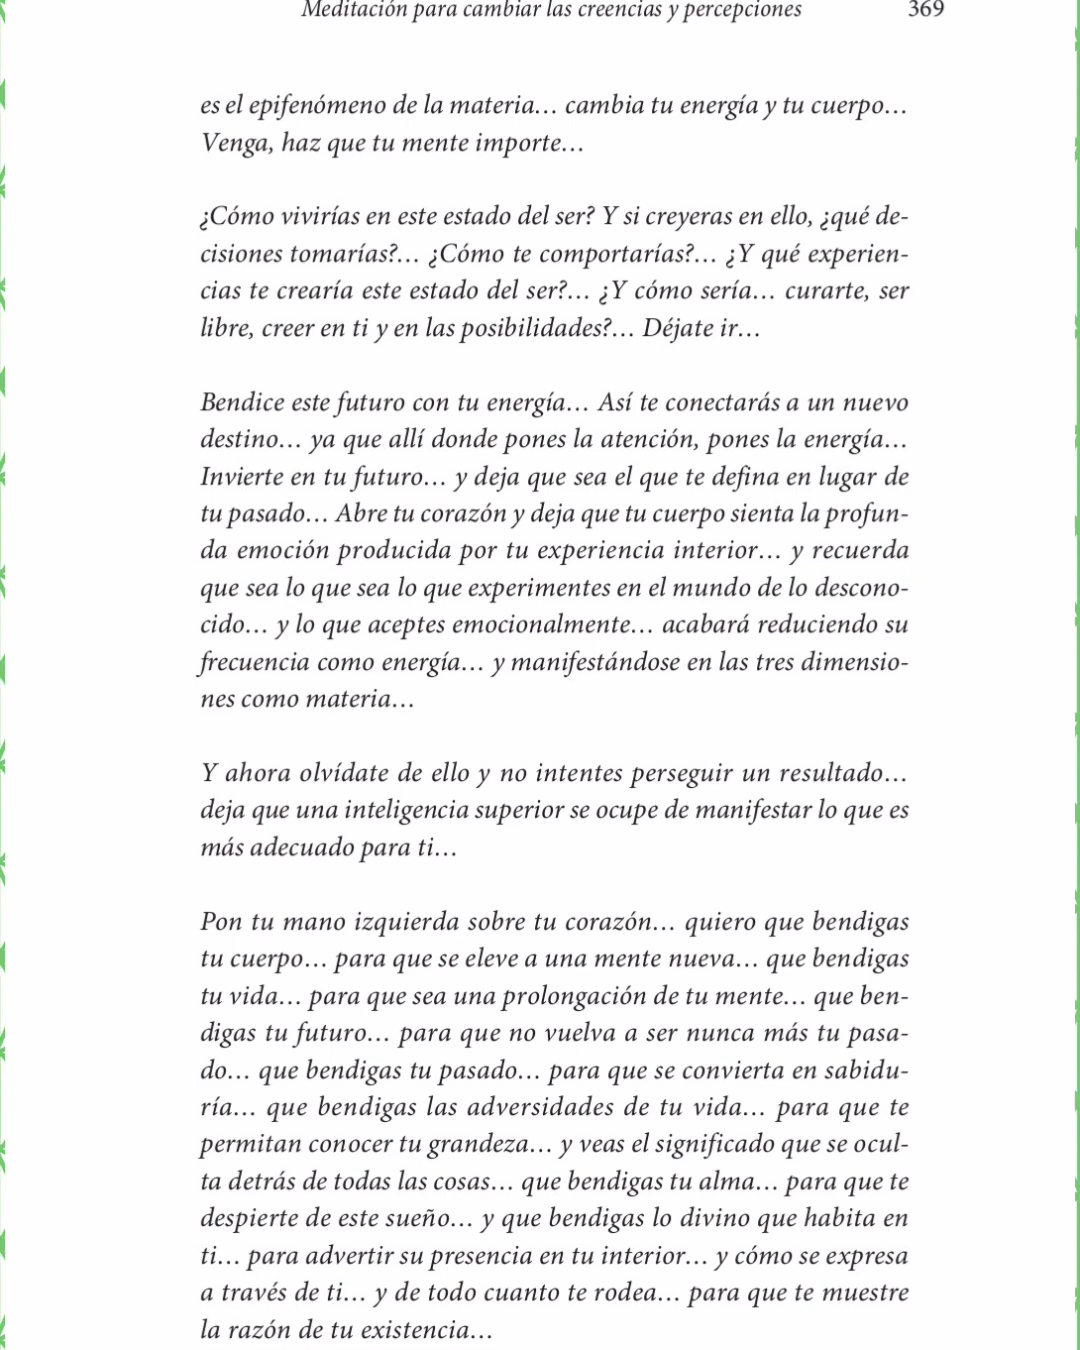 Meditación para cambiar las creencias y percepciones 369
es el epifenómeno de la materia… cambia tu energía y tu cuerpo…
Venga, haz que tu mente importe…
¿Cómo vivirías en este estado del ser? Y si creyeras en ello, ¿qué de-
cisiones tomarías?… ¿Cómo te comportarías?… ¿Y qué experien-
cias te crearía este estado del ser?… ¿Y cómo sería… curarte, ser
libre, creer en ti y en las posibilidades?… Déjate ir…
Bendice este futuro con tu energía… Así te conectarás a un nuevo
destino… ya que allí donde pones la atención, pones la energía…
Invierte en tu futuro… y deja que sea el que te defina en lugar de
tu pasado… Abre tu corazón y deja que tu cuerpo sienta la profun-
da emoción producida por tu experiencia interior… y recuerda
que sea lo que sea lo que experimentes en el mundo de lo descono-
cido… y lo que aceptes emocionalmente… acabará reduciendo su
frecuencia como energía… y manifestándose en las tres dimensio-
nes como materia…
Y ahora olvídate de ello y no intentes perseguir un resultado…
deja que una inteligencia superior se ocupe de manifestar lo que es
más adecuado para ti…
Pon tu mano izquierda sobre tu corazón… quiero que bendigas
tu cuerpo… para que se eleve a una mente nueva… que bendigas
tu vida… para que sea una prolongación de tu mente… que ben-
digas tu futuro… para que no vuelva a ser nunca más tu pasa-
do… que bendigas tu pasado… para que se convierta en sabidu-
ría… que bendigas las adversidades de tu vida… para que te
permitan conocer tu grandeza… y veas el significado que se ocul-
ta detrás de todas las cosas… que bendigas tu alma… para que te
despierte de este sueño… y que bendigas lo divino que habita en
ti… para advertir su presencia en tu interior… y cómo se expresa
a través de ti… y de todo cuanto te rodea… para que te muestre
la razón de tu existencia…